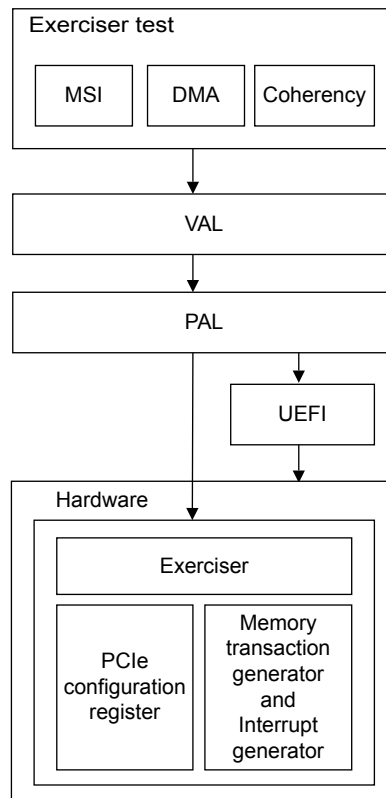 Exerciser test
MSI
DMA
Coherency
VAL
PAL
UEFI
Hardware
Exerciser
PCIe
configuration
register
Memory
transaction
generator
and
Interrupt
generator